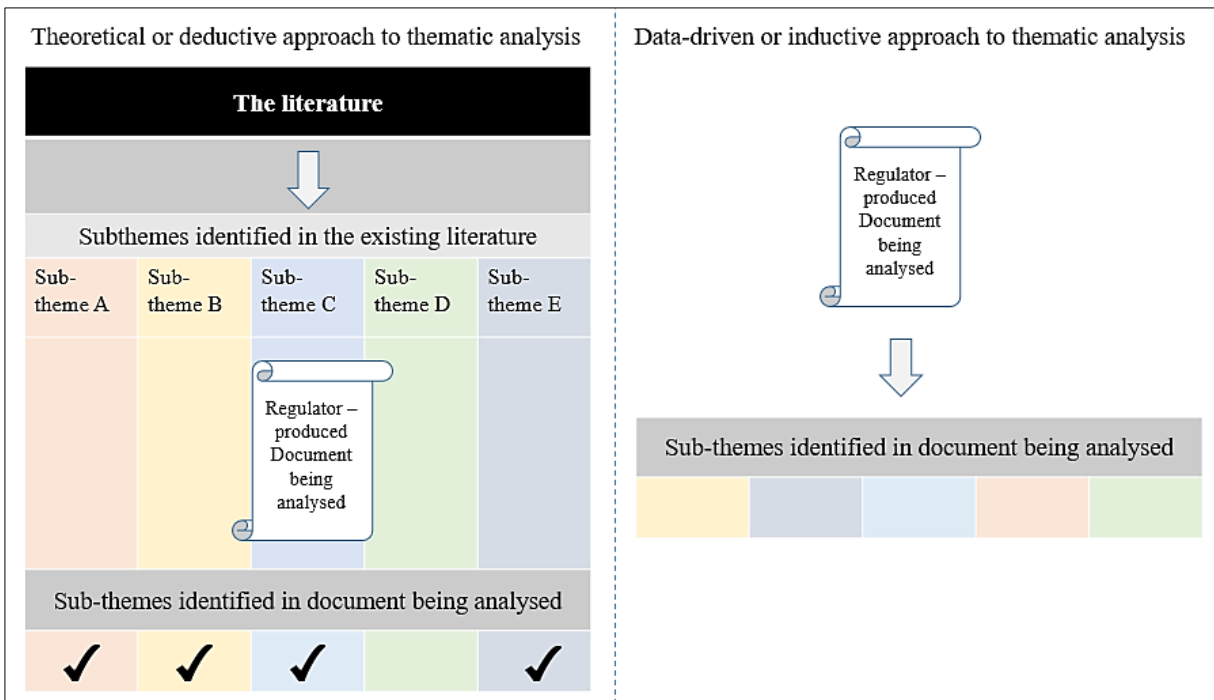 Theoretical or deductive approach to thematic analysis
The literature
Subthemes identified in the existing literature
Sub-
theme A
Sub-
theme B
Sub-
theme C
Sub-
theme D
Sub-
theme E
Regulator –
produced
Document
being
analysed
Sub-themes identified in document being analysed
Data-driven or inductive approach to thematic analysis
Regulator –
produced
Document
being
analysed
Sub-themes identified in document being analysed